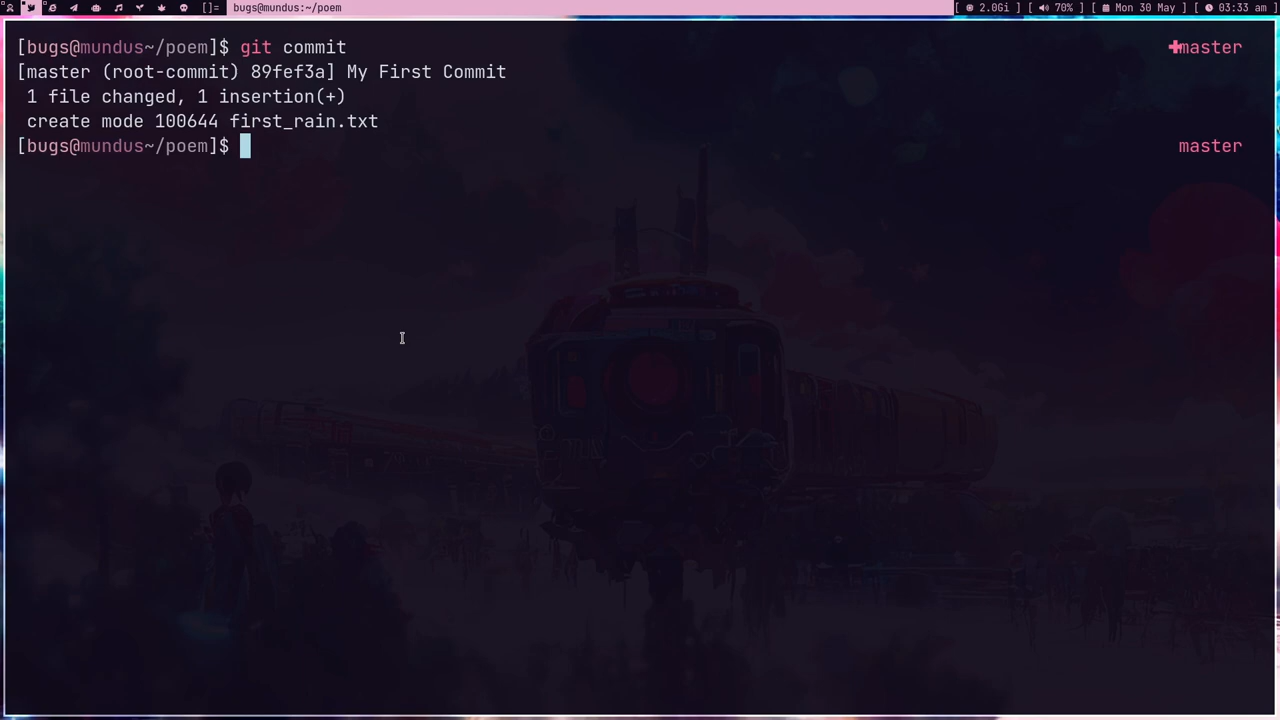 []= bugs@mundus:~/poem [ 2.0Gi ] [ 70% ] [ Mon 30 May ] [ 03:33 am ]
[bugs@mundus~/poem]$ git commit master
[master (root-commit) 89fef3a] My First Commit
1 file changed, 1 insertion(+)
create mode 100644 first_rain.txt
[bugs@mundus~/poem]$ master